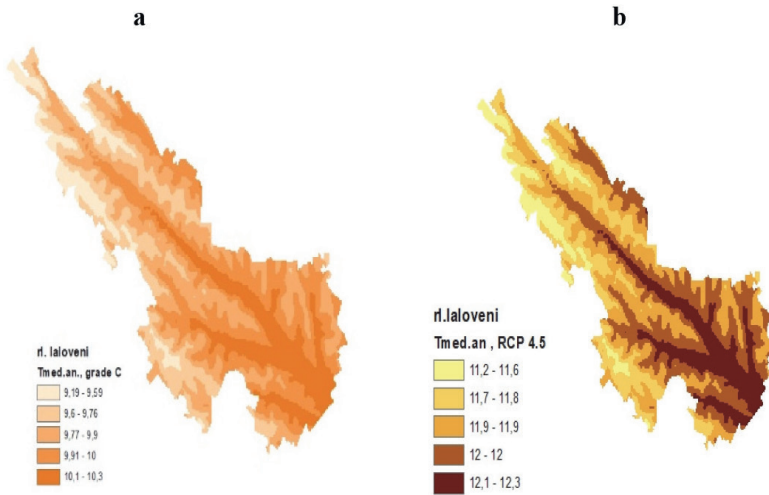 a
b
rl. Ialoveni
Tmed.an., grade C
9,19 - 9,59
9,6 - 9,76
9,77 - 9,9
9,91 - 10
10,1 - 10,3
rl.Ialoveni
Tmed.an , RCP 4.5
11,2 - 11,6
11,7 - 11,8
11,9 - 11,9
12 - 12
12,1 - 12,3